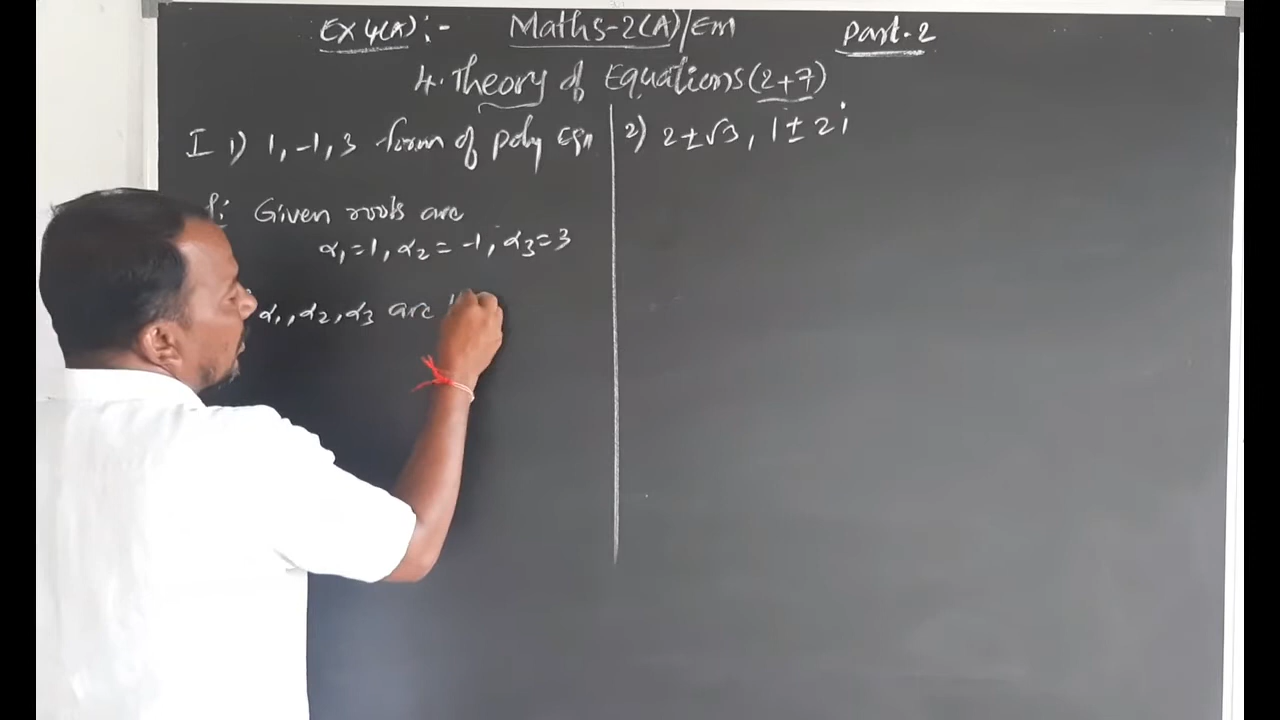 EX 4(A):- Maths-2(A)/EM Part-2
4. Theory of Equations (2+7)
I 1) 1, -1, 3 form of poly Eqn
Given roots are
α₁=1, α₂=-1, α₃=3
α₁, α₂, α₃ are
2) 2±√3, 1±2i